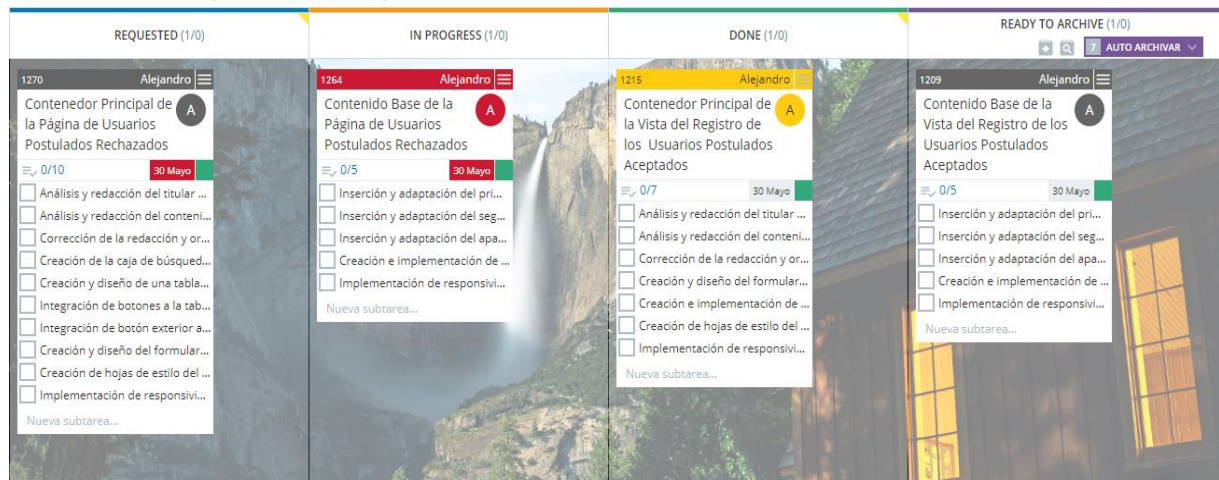 REQUESTED (1/0)
1270 Alejandro
Contenedor Principal de
la Página de Usuarios
Postulados Rechazados
A
0/10 30 Mayo
Análisis y redacción del titular ...
Análisis y redacción del conteni...
Corrección de la redacción y or...
Creación de la caja de búsqued...
Creación y diseño de una tabla...
Integración de botones a la tab...
Integración de botón exterior a...
Creación y diseño del formular...
Creación de hojas de estilo del ...
Implementación de responsivi...
Nueva subtarea...
IN PROGRESS (1/0)
1264 Alejandro
Contenido Base de la
Página de Usuarios
Postulados Rechazados
A
0/5 30 Mayo
Inserción y adaptación del pri...
Inserción y adaptación del seg...
Inserción y adaptación del apa...
Creación e implementación de ...
Implementación de responsivi...
Nueva subtarea...
DONE (1/0)
1215 Alejandro
Contenedor Principal de
la Vista del Registro de
los Usuarios Postulados
Aceptados
A
0/7 30 Mayo
Análisis y redacción del titular ...
Análisis y redacción del conteni...
Corrección de la redacción y or...
Creación y diseño del formular...
Creación e implementación de ...
Creación de hojas de estilo del ...
Implementación de responsivi...
Nueva subtarea...
READY TO ARCHIVE (1/0)
7 AUTO ARCHIVAR
1209 Alejandro
Contenido Base de la
Vista del Registro de los
Usuarios Postulados
Aceptados
A
0/5 30 Mayo
Inserción y adaptación del pri...
Inserción y adaptación del seg...
Inserción y adaptación del apa...
Creación e implementación de ...
Implementación de responsivi...
Nueva subtarea...